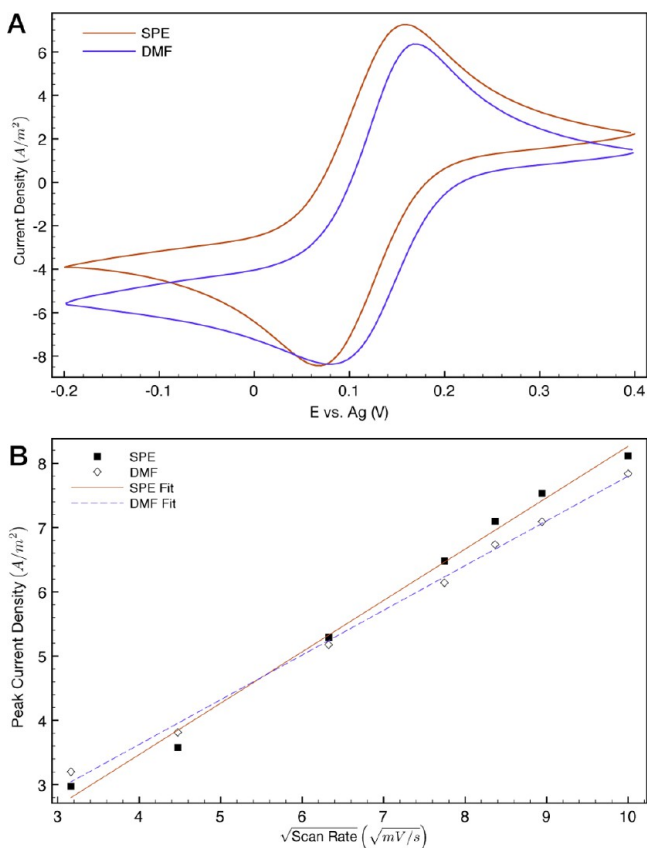 A
SPE
DMF
Current Density (A/m²)
6
4
2
0
-2
-4
-6
-8
-0.2 -0.1 0 0.1 0.2 0.3 0.4
E vs. Ag (V)
B
SPE
DMF
SPE Fit
DMF Fit
Peak Current Density (A/m²)
8
7
6
5
4
3
3 4 5 6 7 8 9 10
√Scan Rate (√mV/s)